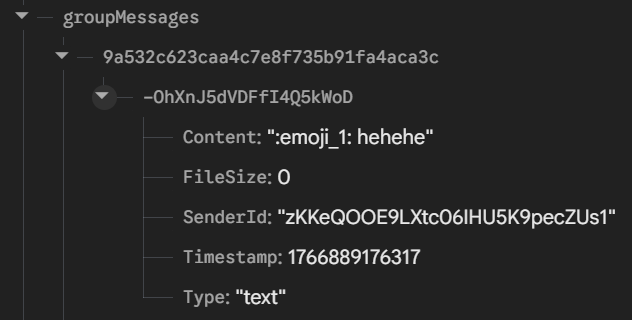 groupMessages
9a532c623caa4c7e8f735b91fa4aca3c
-OhXnJ5dVDFfI4Q5kWoD
Content: ":emoji_1: hehehe"
FileSize: 0
SenderId: "zKKeQOOE9LXtc06IHU5K9pecZUs1"
Timestamp: 1766889176317
Type: "text"